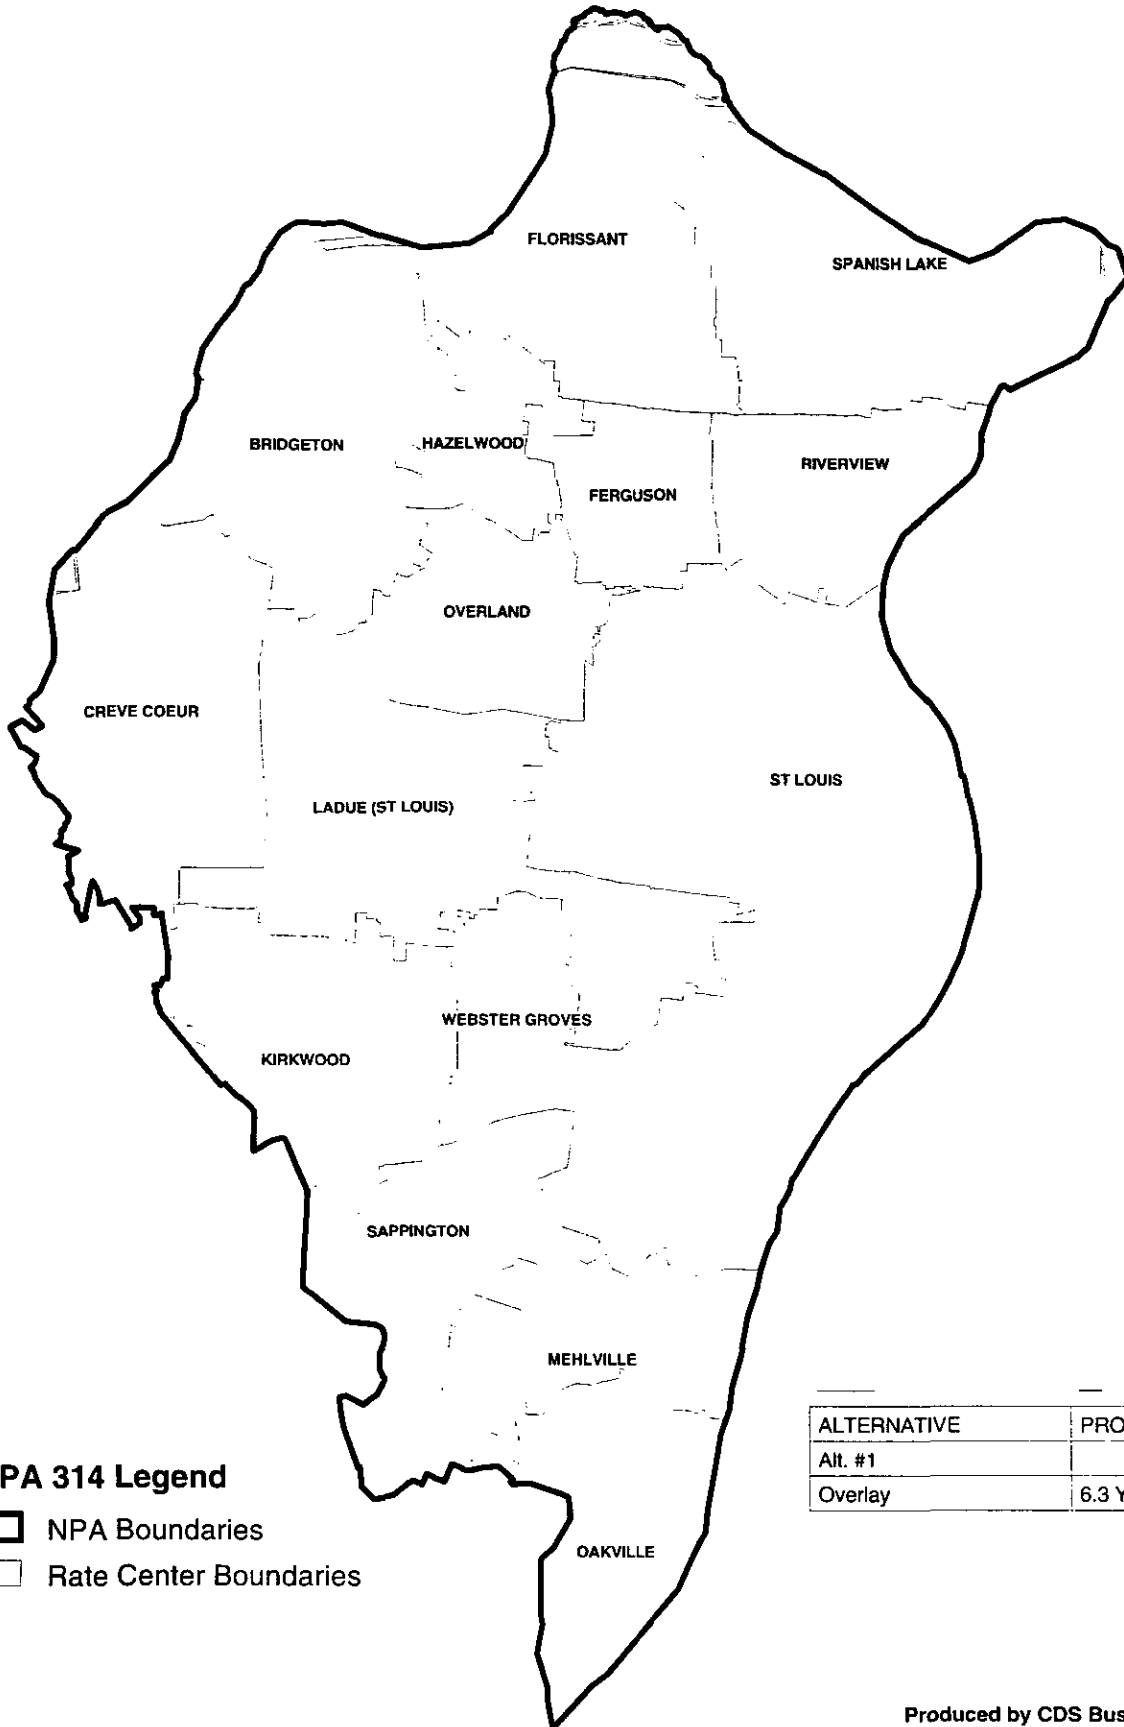 FLORISSANT
SPANISH LAKE
BRIDGETON
HAZELWOOD
RIVERVIEW
FERGUSON
OVERLAND
CREVE COEUR
ST LOUIS
LADUE (ST LOUIS)
WEBSTER GROVES
KIRKWOOD
SAPPINGTON
MEHLVILLE
ALTERNATIVE PRO
Alt. #1
Overlay 6.3 Y
PA 314 Legend
NPA Boundaries
Rate Center Boundaries
OAKVILLE
Produced by CDS Bus